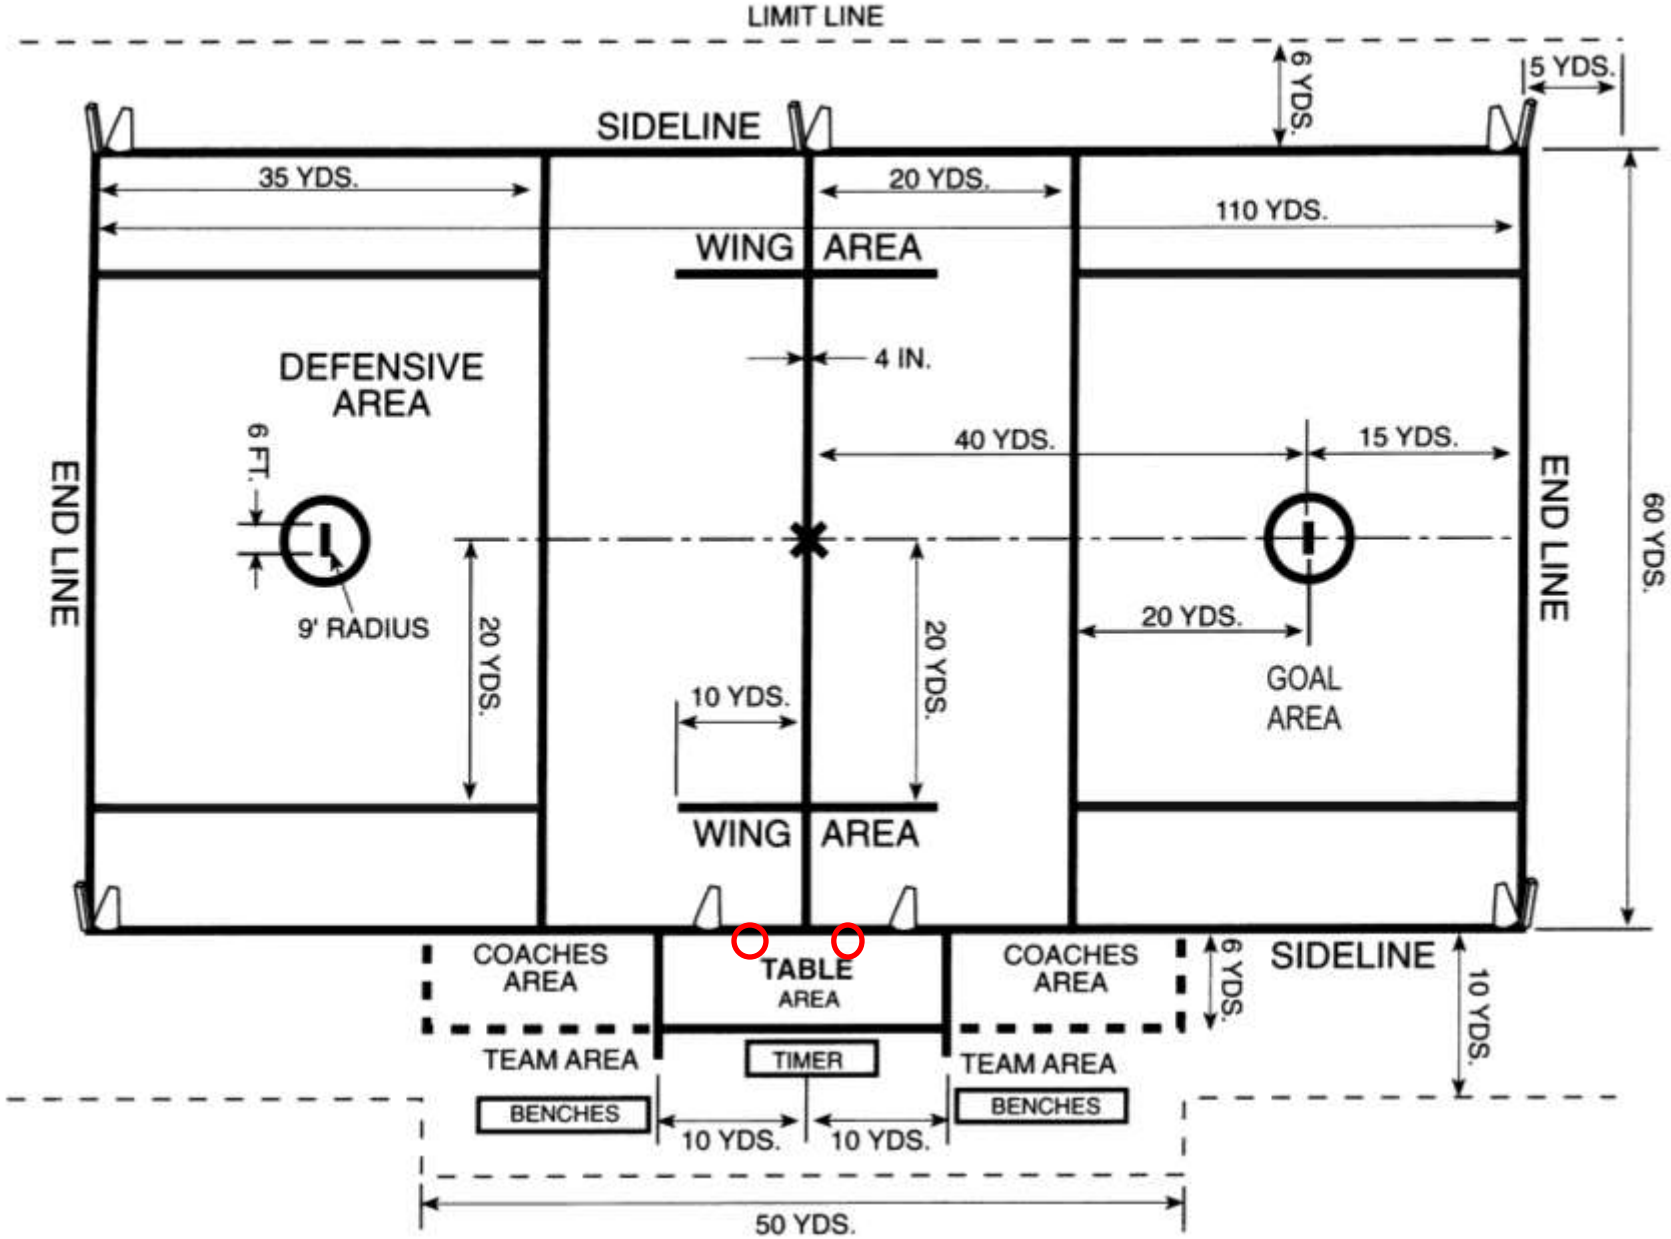 LIMIT LINE
6 YDS.
5 YDS.
SIDELINE
35 YDS.
20 YDS.
110 YDS.
WING AREA
4 IN.
DEFENSIVE
AREA
6 FT.
40 YDS.
15 YDS.
END LINE
END LINE
60 YDS.
9' RADIUS
20 YDS.
20 YDS.
20 YDS.
10 YDS.
GOAL
AREA
WING AREA
COACHES
AREA
TABLE
AREA
COACHES
AREA
6 YDS.
SIDELINE
10 YDS.
TEAM AREA
TIMER
TEAM AREA
BENCHES
BENCHES
10 YDS.
10 YDS.
50 YDS.